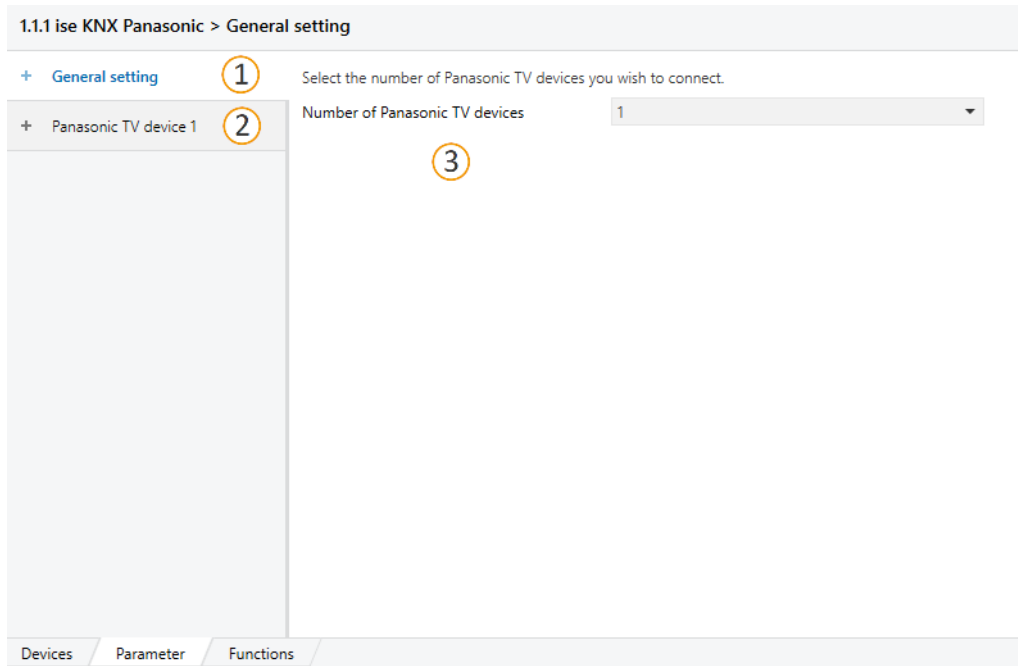 1.1.1 ise KNX Panasonic > General setting
+ General setting 1
Select the number of Panasonic TV devices you wish to connect.
Number of Panasonic TV devices 1
+ Panasonic TV device 1 2
3
Devices Parameter Functions